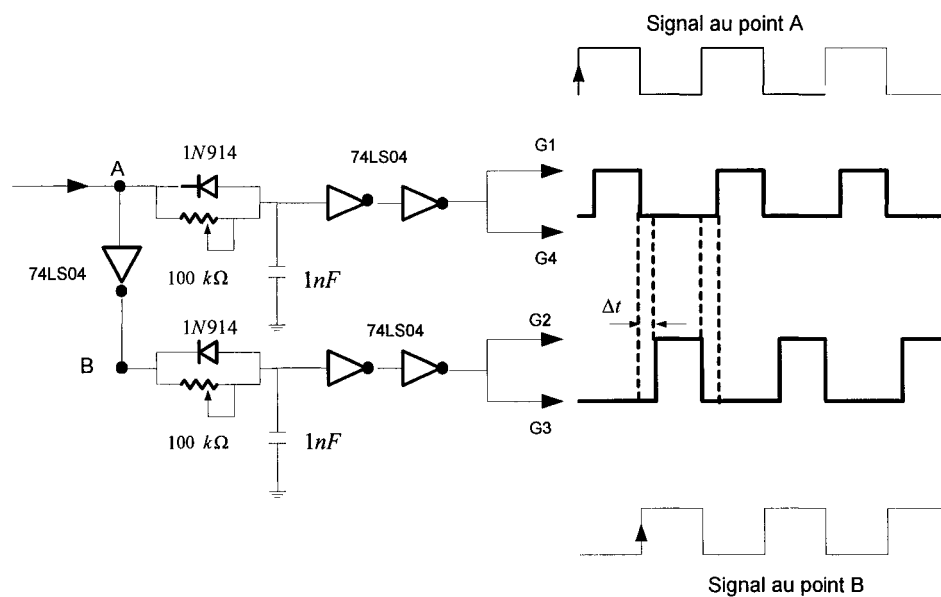 Signal au point A
G1
1N914
74LS04
A
G4
74LS04
100 kΩ
1nF
Δt
1N914
74LS04
G2
B
G3
100 kΩ
1nF
Signal au point B